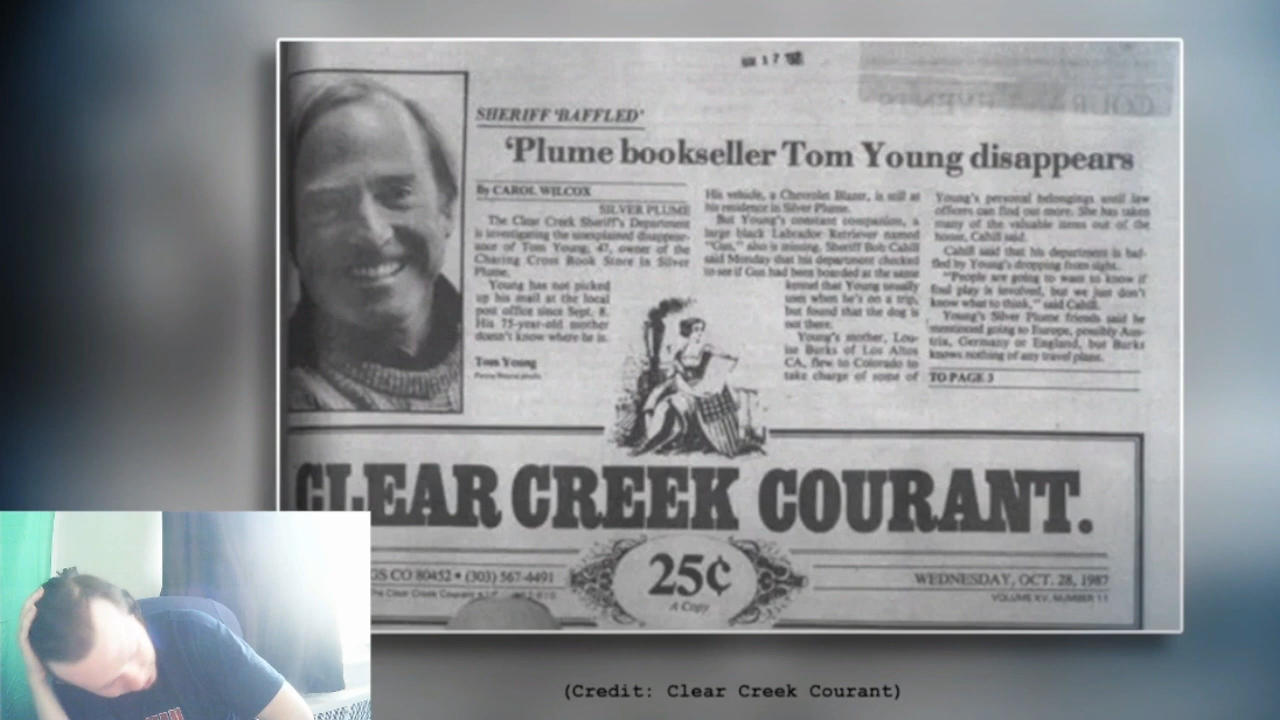 17
SHERIFF 'BAFFLED'
'Plume bookseller Tom Young disappears
By CAROL WILCOX
SILVER PLUME
The Clear Creek Sheriff's Department
is investigating the unexplained disappear-
ance of Tom Young, 47, owner of the
Charing Cross Book Store in Silver
Plume.
Young has not picked
up his mail at the local
post office since Sept. 8.
His 75-year-old mother
doesn't know where he is.
Tom Young
His vehicle, a Chevrolet Blazer, is still at
his residence in Silver Plume.
But Young's constant companion, a
large black Labrador Retriever named
"Gus," also is missing. Sheriff Bob Cahill
said Monday that his department checked
to see if Gus had been boarded at the same
kennel that Young usually
uses when he's on a trip,
but found that the dog is
not there.
Young's mother, Lou-
ise Burks of Los Altos
CA, flew to Colorado to
take charge of some of
Young's personal belongings until law
officers can find out more. She has taken
many of the valuable items out of the
house, Cahill said.
Cahill said that his department is baf-
fled by Young's dropping from sight.
"People are going to want to know if
foul play is involved, but we just don't
know what to think," said Cahill.
Young's Silver Plume friends said he
mentioned going to Europe, possibly Aus-
tria, Germany or England, but Burks
knows nothing of any travel plans.
TO PAGE 3
CLEAR CREEK COURANT.
GS CO 80452 • (303) 567-4491
25¢
A Copy
WEDNESDAY, OCT. 28, 1987
The Clear Creek Courant
VOLUME XV, NUMBER 11
(Credit: Clear Creek Courant)